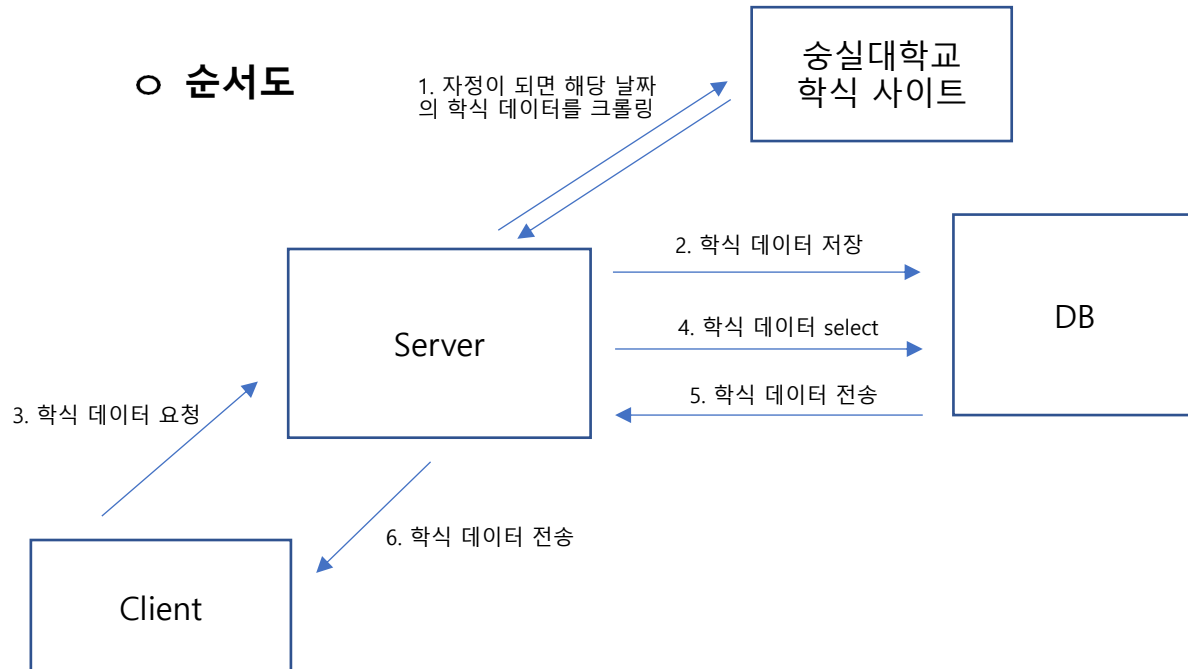 ㅇ 순서도
숭실대학교
학식 사이트
1. 자정이 되면 해당 날짜
의 학식 데이터를 크롤링
2. 학식 데이터 저장
Server
DB
4. 학식 데이터 select
5. 학식 데이터 전송
3. 학식 데이터 요청
6. 학식 데이터 전송
Client